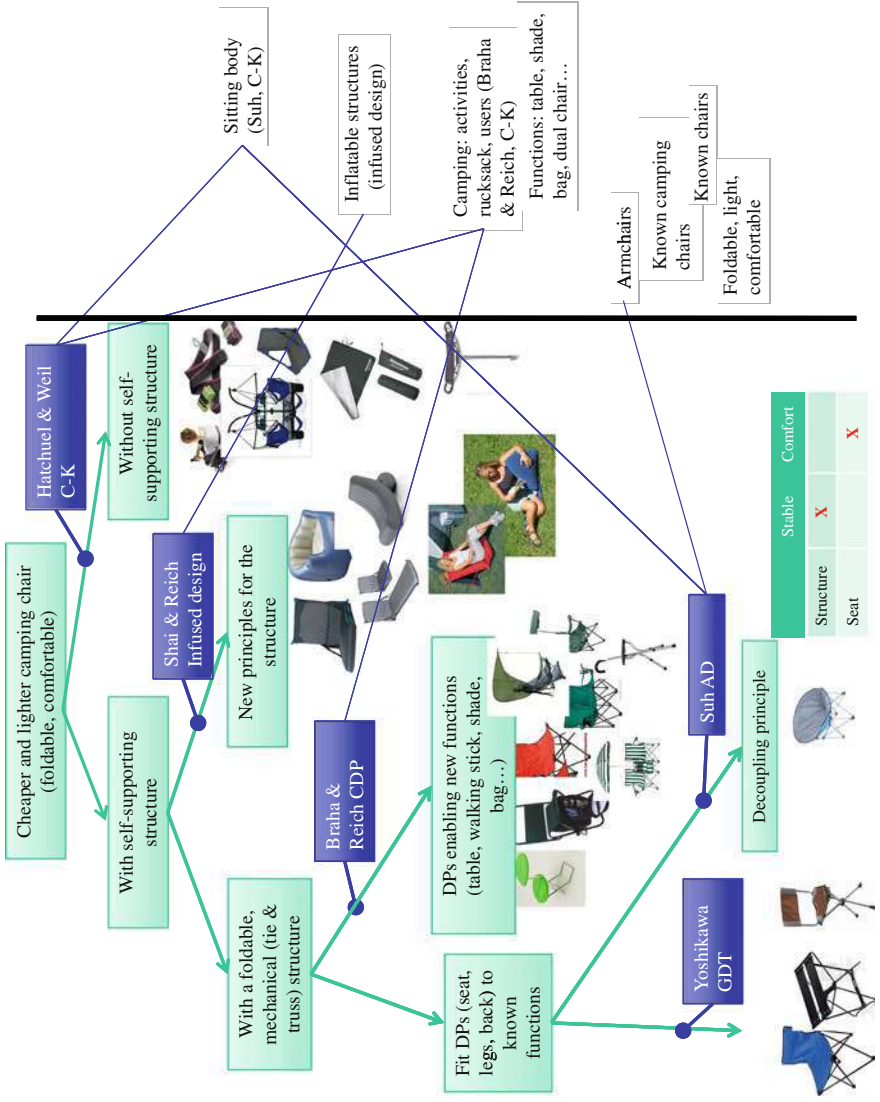 Cheaper and lighter camping chair
(foldable, comfortable)
Hatchuel & Weil
C-K
With self-supporting
structure
Without self-
supporting structure
Shai & Reich
Infused design
With a foldable,
mechanical (tie &
truss) structure
New principles for the
structure
Braha &
Reich CDP
Fit DPs (seat,
legs, back) to
known
functions
DPs enabling new functions
(table, walking stick, shade,
bag…)
Yoshikawa
GDT
Suh AD
Decoupling principle
Stable Comfort
Structure X
Seat X
Sitting body
(Suh, C-K)
Inflatable structures
(infused design)
Camping: activities,
rucksack, users (Braha
& Reich, C-K)
Functions: table, shade,
bag, dual chair…
Armchairs
Known camping
chairs
Known chairs
Foldable, light,
comfortable